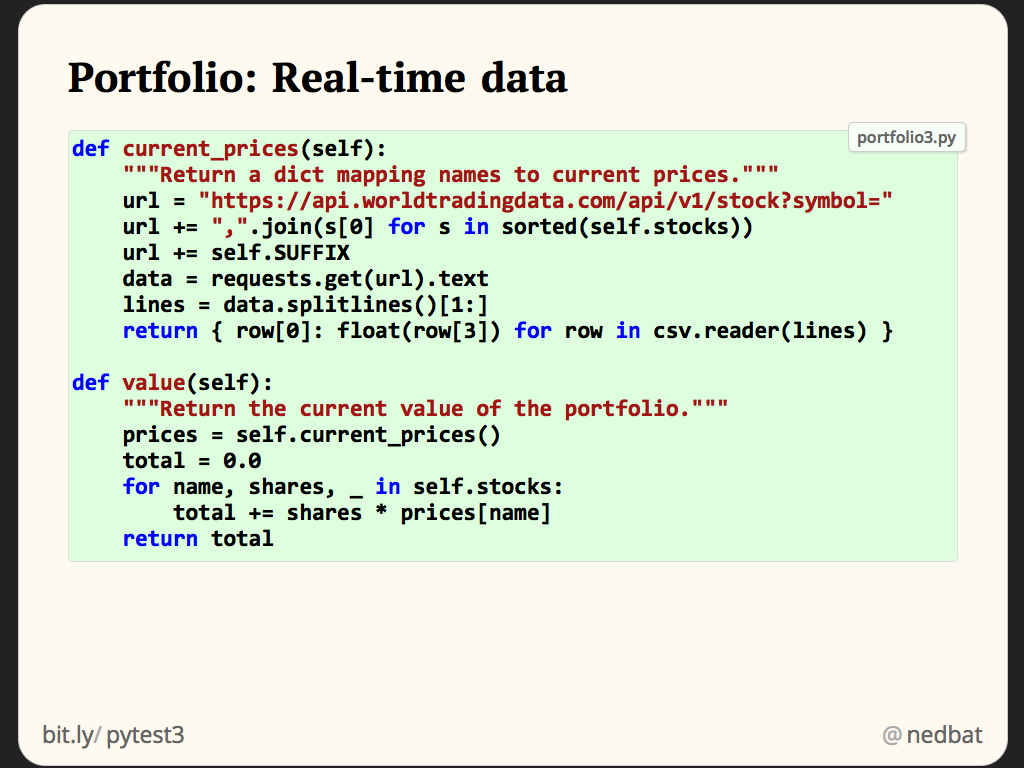 Portfolio: Real-time data
portfolio3.py
def current_prices(self):
    """Return a dict mapping names to current prices."""
    url = "https://api.worldtradingdata.com/api/v1/stock?symbol="
    url += ",".join(s[0] for s in sorted(self.stocks))
    url += self.SUFFIX
    data = requests.get(url).text
    lines = data.splitlines()[1:]
    return { row[0]: float(row[3]) for row in csv.reader(lines) }

def value(self):
    """Return the current value of the portfolio."""
    prices = self.current_prices()
    total = 0.0
    for name, shares, _ in self.stocks:
        total += shares * prices[name]
    return total
bit.ly/ pytest3
@ nedbat